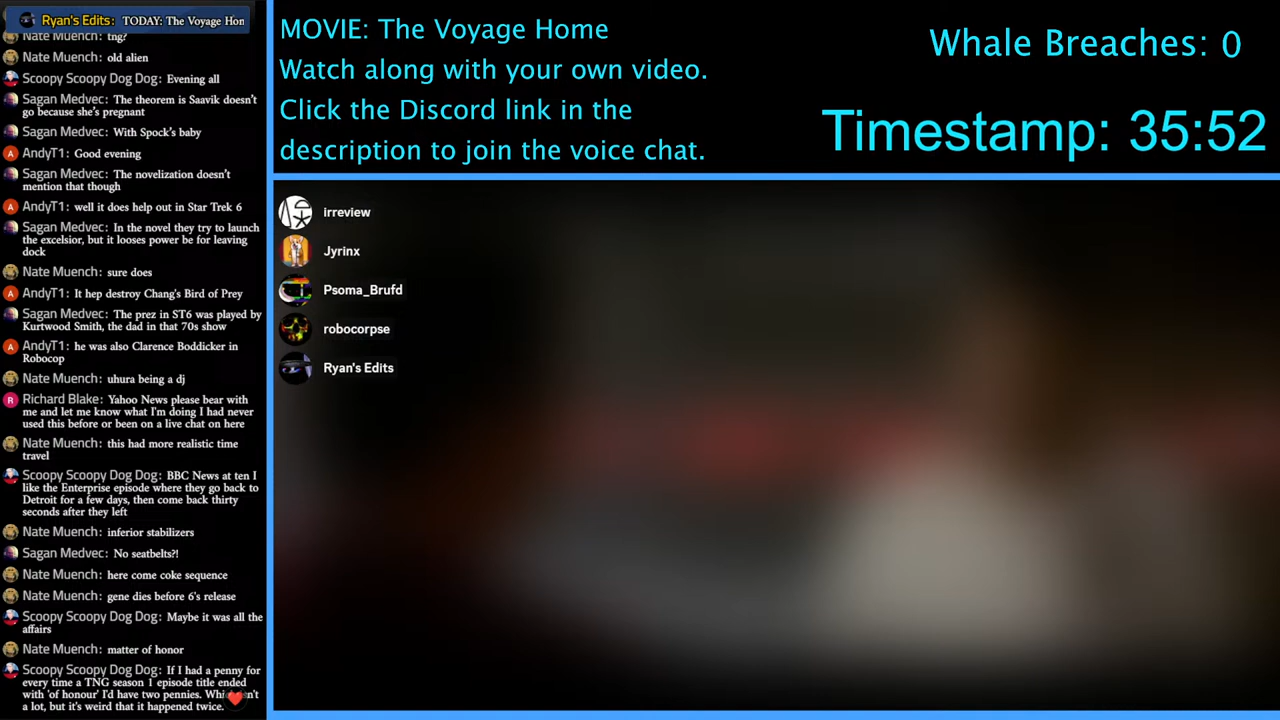 Ryan's Edits: TODAY: The Voyage Hon
Nate Muench: tng?
Nate Muench: old alien
Scoopy Scoopy Dog Dog: Evening all
Sagan Medvec: The theorem is Saavik doesn't
go because she's pregnant
Sagan Medvec: With Spock's baby
A AndyT1: Good evening
Sagan Medvec: The novelization doesn't
mention that though
A AndyT1: well it does help out in Star Trek 6
Sagan Medvec: In the novel they try to launch
the excelsior, but it looses power be for leaving
dock
Nate Muench: sure does
A AndyT1: It hep destroy Chang's Bird of Prey
Sagan Medvec: The prez in ST6 was played by
Kurtwood Smith, the dad in that 70s show
A AndyT1: he was also Clarence Boddicker in
Robocop
Nate Muench: uhura being a dj
R Richard Blake: Yahoo News please bear with
me and let me know what I'm doing I had never
used this before or been on a live chat on here
Nate Muench: this had more realistic time
travel
Scoopy Scoopy Dog Dog: BBC News at ten I
like the Enterprise episode where they go back to
Detroit for a few days, then come back thirty
seconds after they left
Nate Muench: inferior stabilizers
Sagan Medvec: No seatbelts?!
Nate Muench: here come coke sequence
Nate Muench: gene dies before 6's release
Scoopy Scoopy Dog Dog: Maybe it was all the
affairs
Nate Muench: matter of honor
Scoopy Scoopy Dog Dog: If I had a penny for
every time a TNG season 1 episode title ended
with 'of honour' I'd have two pennies. Whi n't
a lot, but it's weird that it happened twice.
MOVIE: The Voyage Home
Watch along with your own video.
Click the Discord link in the
description to join the voice chat.
Whale Breaches: 0
Timestamp: 35:52
irreview
Jyrinx
Psoma_Brufd
robocorpse
Ryan's Edits